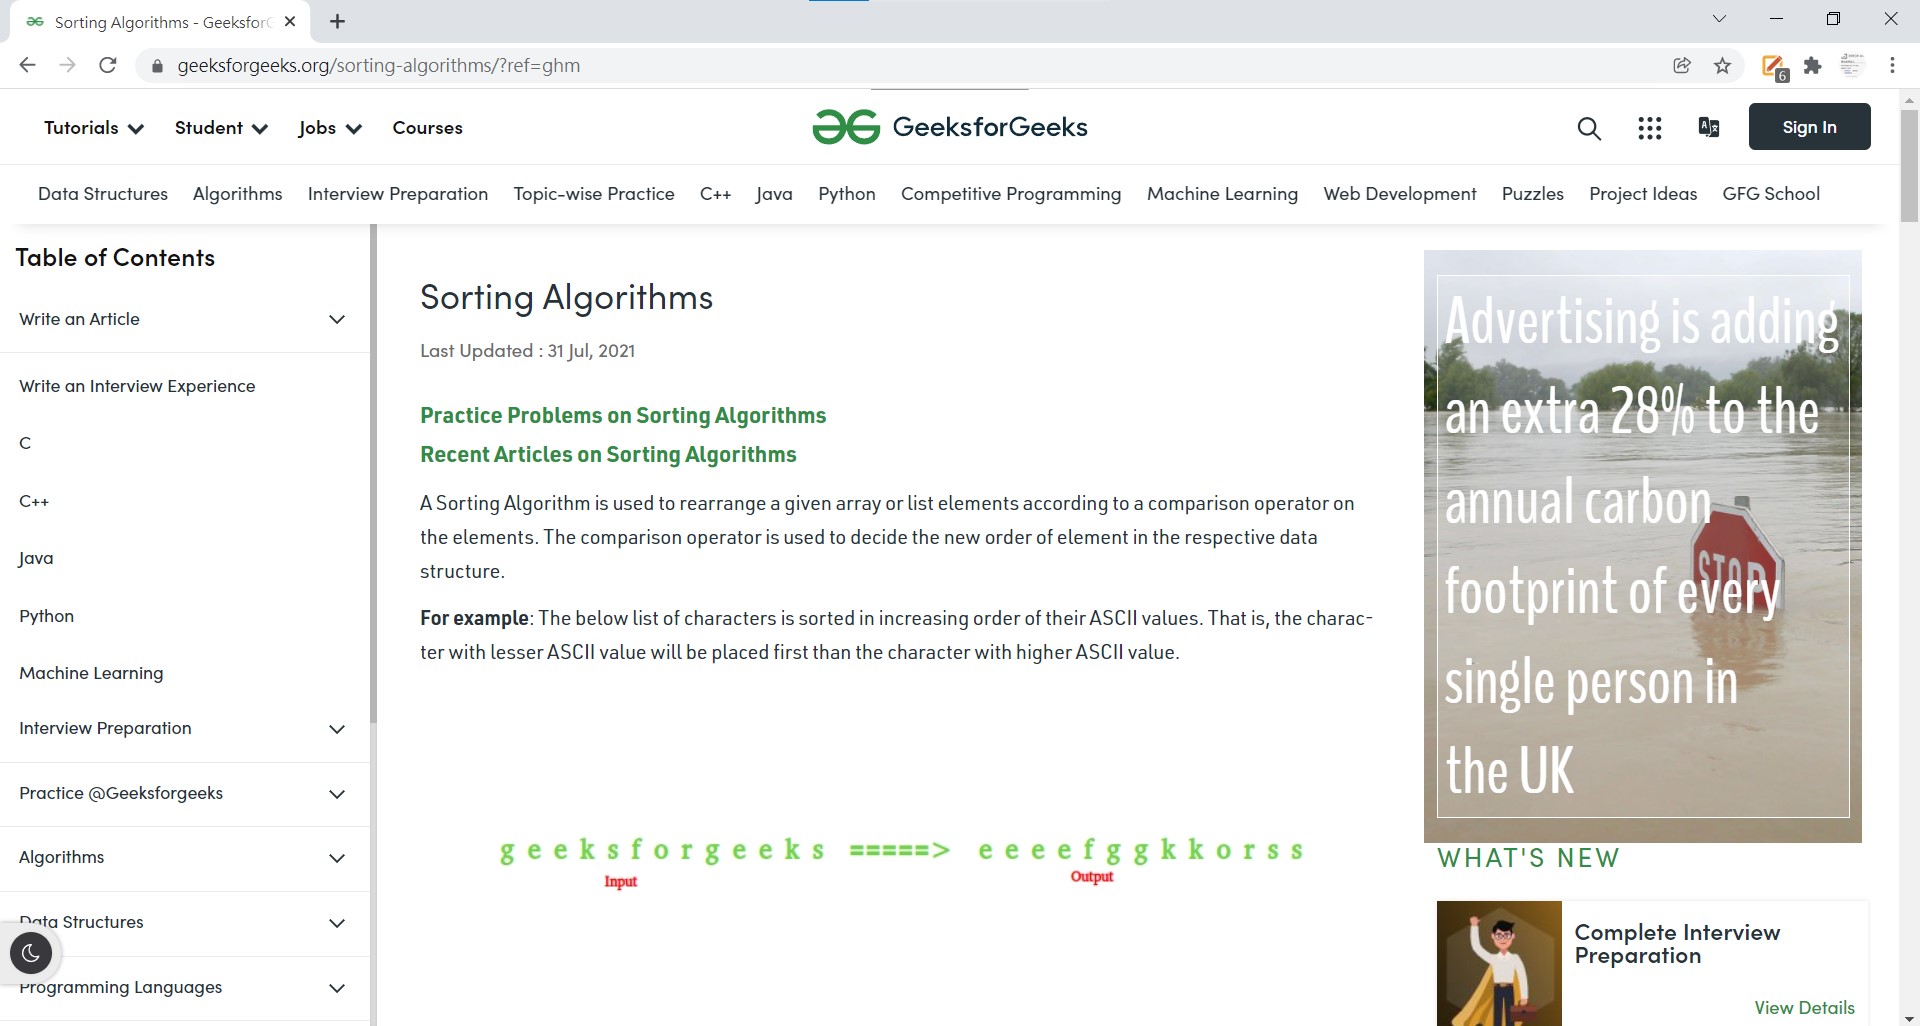 Sorting Algorithms - GeeksforG
geeksforgeeks.org/sorting-algorithms/?ref=ghm
6
Tutorials
Student
Jobs
Courses
GeeksforGeeks
Sign In
Data Structures
Algorithms
Interview Preparation
Topic-wise Practice
C++
Java
Python
Competitive Programming
Machine Learning
Web Development
Puzzles
Project Ideas
GFG School
Table of Contents
Write an Article
Write an Interview Experience
C
C++
Java
Python
Machine Learning
Interview Preparation
Practice @Geeksforgeeks
Algorithms
Data Structures
Programming Languages
Sorting Algorithms
Last Updated : 31 Jul, 2021
Practice Problems on Sorting Algorithms
Recent Articles on Sorting Algorithms
A Sorting Algorithm is used to rearrange a given array or list elements according to a comparison operator on
the elements. The comparison operator is used to decide the new order of element in the respective data
structure.
For example: The below list of characters is sorted in increasing order of their ASCII values. That is, the charac-
ter with lesser ASCII value will be placed first than the character with higher ASCII value.
g e e k s f o r g e e k s =====> e e e e f g g k k o r s s
Input
Output
Advertising is adding
an extra 28% to the
annual carbon
footprint of every
single person in
the UK
STOP
WHAT'S NEW
Complete Interview
Preparation
View Details